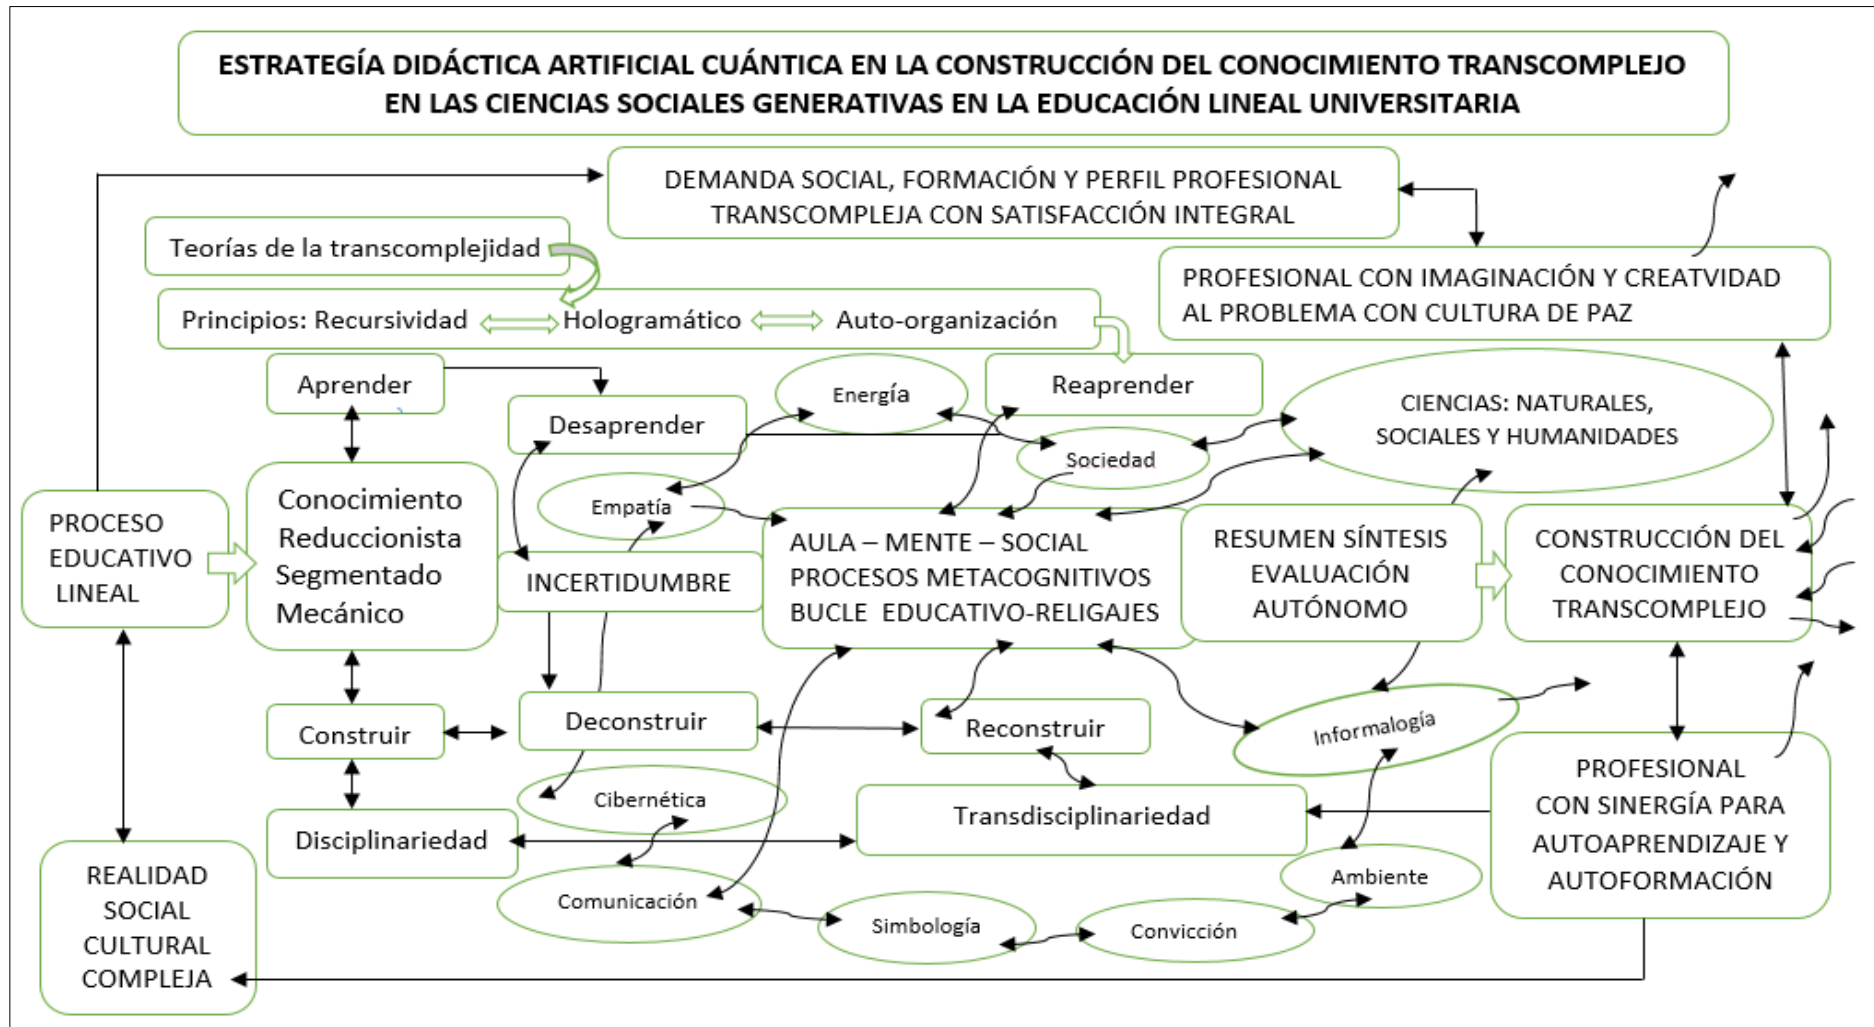 ESTRATEGÍA DIDÁCTICA ARTIFICIAL CUÁNTICA EN LA CONSTRUCCIÓN DEL CONOCIMIENTO TRANSCOMPLEJO
EN LAS CIENCIAS SOCIALES GENERATIVAS EN LA EDUCACIÓN LINEAL UNIVERSITARIA
DEMANDA SOCIAL, FORMACIÓN Y PERFIL PROFESIONAL
TRANSCOMPLEJA CON SATISFACCIÓN INTEGRAL
Teorías de la transcomplejidad
PROFESIONAL CON IMAGINACIÓN Y CREATVIDAD
AL PROBLEMA CON CULTURA DE PAZ
Principios: Recursividad
Hologramático
Auto-organización
Aprender
Desaprender
Energía
Reaprender
Sociedad
CIENCIAS: NATURALES,
SOCIALES Y HUMANIDADES
Empatía
PROCESO
EDUCATIVO
LINEAL
Conocimiento
Reduccionista
Segmentado
Mecánico
INCERTIDUMBRE
AULA – MENTE – SOCIAL
PROCESOS METACOGNITIVOS
BUCLE EDUCATIVO-RELIGAJES
RESUMEN SÍNTESIS
EVALUACIÓN
AUTÓNOMO
CONSTRUCCIÓN DEL
CONOCIMIENTO
TRANSCOMPLEJO
Construir
Deconstruir
Reconstruir
Informalogía
Cibernética
Disciplinariedad
Transdisciplinariedad
PROFESIONAL
CON SINERGÍA PARA
AUTOAPRENDIZAJE Y
AUTOFORMACIÓN
REALIDAD
SOCIAL
CULTURAL
COMPLEJA
Comunicación
Simbología
Convicción
Ambiente